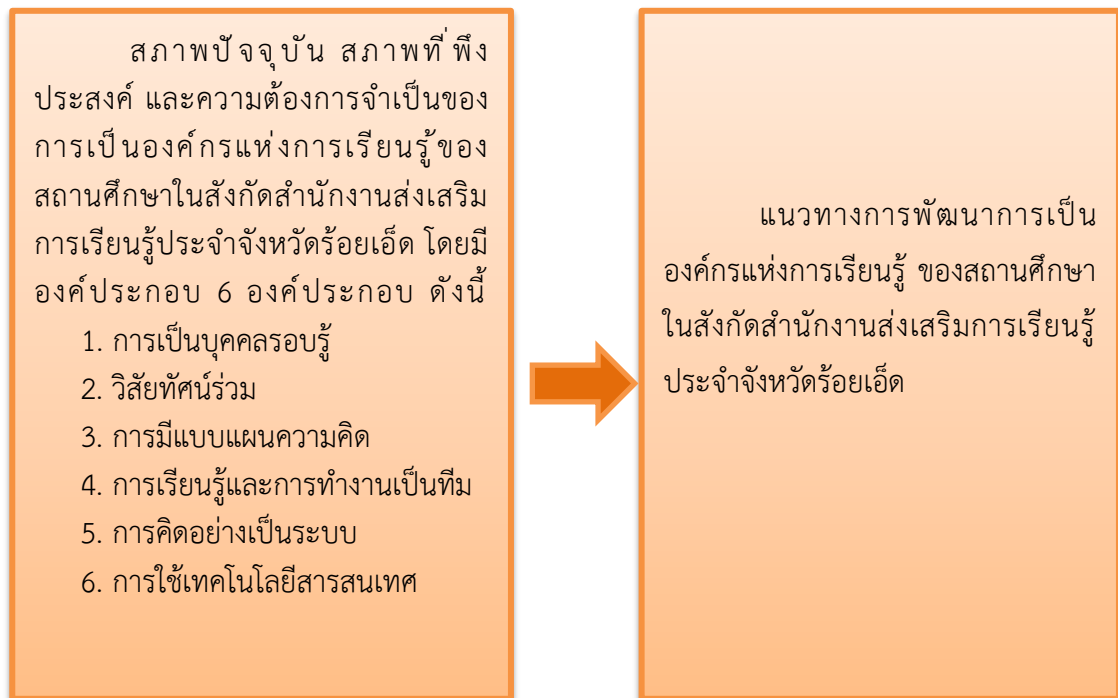 สภาพปัจจุบัน สภาพที่พึง
ประสงค์ และความต้องการจำเป็นของ
การเป็นองค์กรแห่งการเรียนรู้ของ
สถานศึกษาในสังกัดสำนักงานส่งเสริม
การเรียนรู้ประจำจังหวัดร้อยเอ็ด โดยมี
องค์ประกอบ 6 องค์ประกอบ ดังนี้
1. การเป็นบุคคลรอบรู้
2. วิสัยทัศน์ร่วม
3. การมีแบบแผนความคิด
4. การเรียนรู้และการทำงานเป็นทีม
5. การคิดอย่างเป็นระบบ
6. การใช้เทคโนโลยีสารสนเทศ
แนวทางการพัฒนาการเป็น
องค์กรแห่งการเรียนรู้ ของสถานศึกษา
ในสังกัดสำนักงานส่งเสริมการเรียนรู้
ประจำจังหวัดร้อยเอ็ด